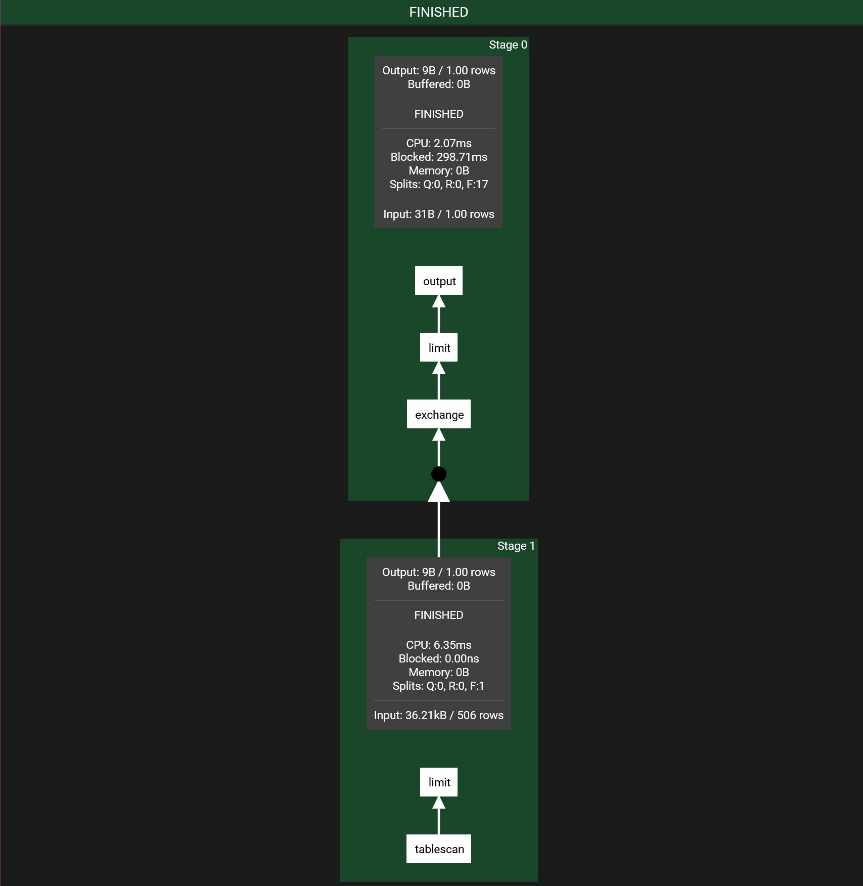 FINISHED
Stage 0
Output: 9B / 1.00 rows
Buffered: 0B
FINISHED
CPU: 2.07ms
Blocked: 298.71ms
Memory: 0B
Splits: Q:0, R:0, F:17
Input: 31B / 1.00 rows
output
limit
exchange
Stage 1
Output: 9B / 1.00 rows
Buffered: 0B
FINISHED
CPU: 6.35ms
Blocked: 0.00ns
Memory: 0B
Splits: Q:0, R:0, F:1
Input: 36.21kB / 506 rows
limit
tablescan